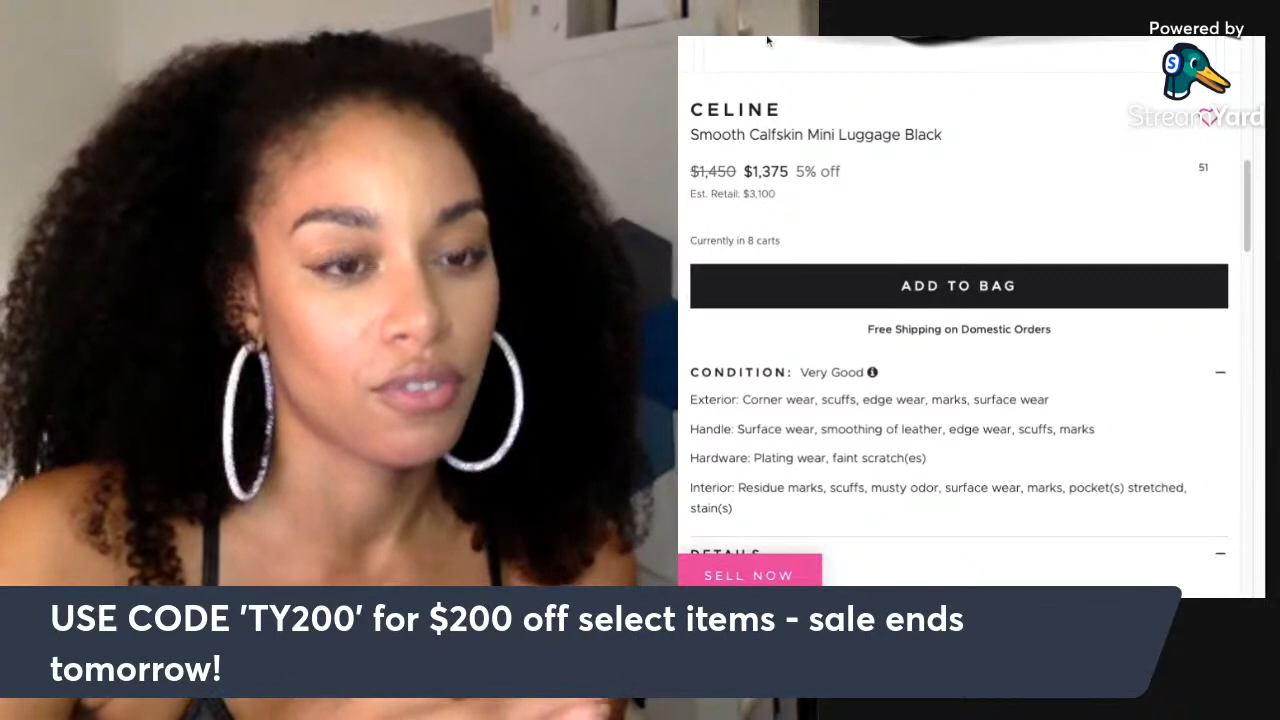 Powered by
StreamYard
CELINE
Smooth Calfskin Mini Luggage Black
$1,450 $1,375 5% off
51
Est. Retail: $3,100
Currently in 8 carts
ADD TO BAG
Free Shipping on Domestic Orders
CONDITION: Very Good
Exterior: Corner wear, scuffs, edge wear, marks, surface wear
Handle: Surface wear, smoothing of leather, edge wear, scuffs, marks
Hardware: Plating wear, faint scratch(es)
Interior: Residue marks, scuffs, musty odor, surface wear, marks, pocket(s) stretched,
stain(s)
DETAILS
SELL NOW
USE CODE 'TY200' for $200 off select items - sale ends
tomorrow!